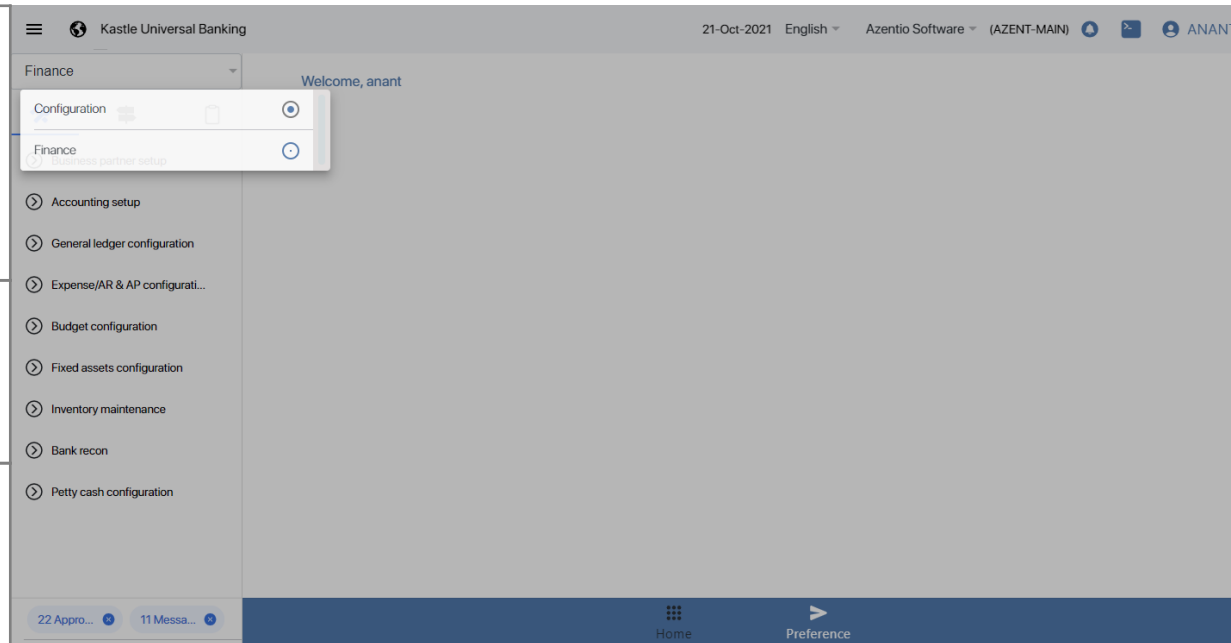 Kastle Universal Banking
21-Oct-2021 English Azentio Software (AZENT-MAIN) ANANT
Finance
Welcome, anant
Configuration
Finance
Business partner setup
Accounting setup
General ledger configuration
Expense/AR & AP configurati...
Budget configuration
Fixed assets configuration
Inventory maintenance
Bank recon
Petty cash configuration
22 Appro... 11 Messa...
Home Preference